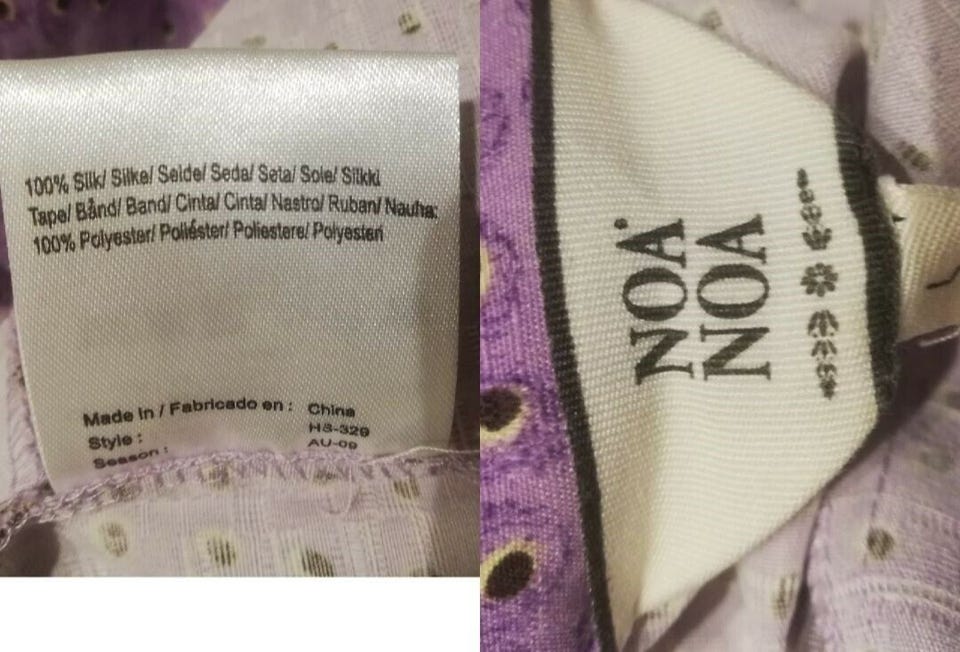 100% Silk/ Silke/ Seide/ Seda/ Seta/ Soie/ Silkki
Tape/ Bånd/ Band/ Cinta/ Cinta/ Nastro/ Ruban/ Nauha:
100% Polyester/ Poliéster/ Poliestere/ Polyesteri
Made in / Fabricado en : China
Style : HS-329
Season : AU-09
NOA
NOA